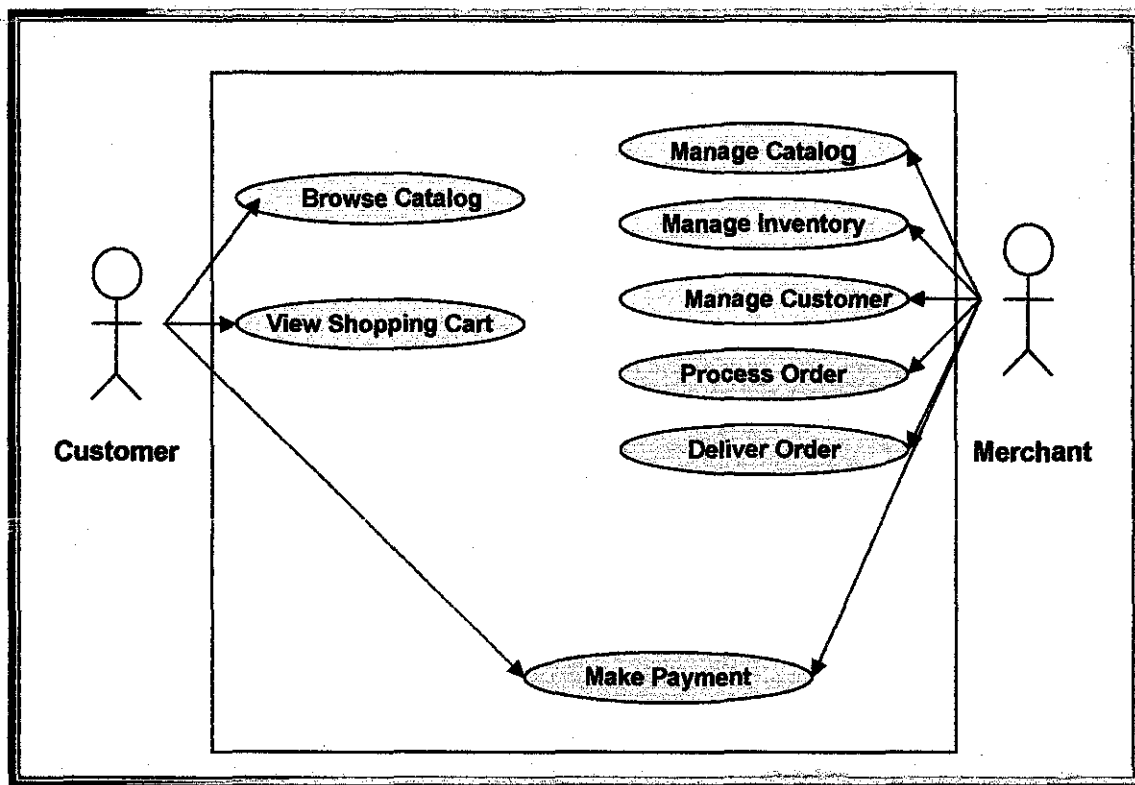 Manage Catalog
Browse Catalog
Manage Inventory
Manage Customer
View Shopping Cart
Process Order
Deliver Order
Customer
Merchant
Make Payment